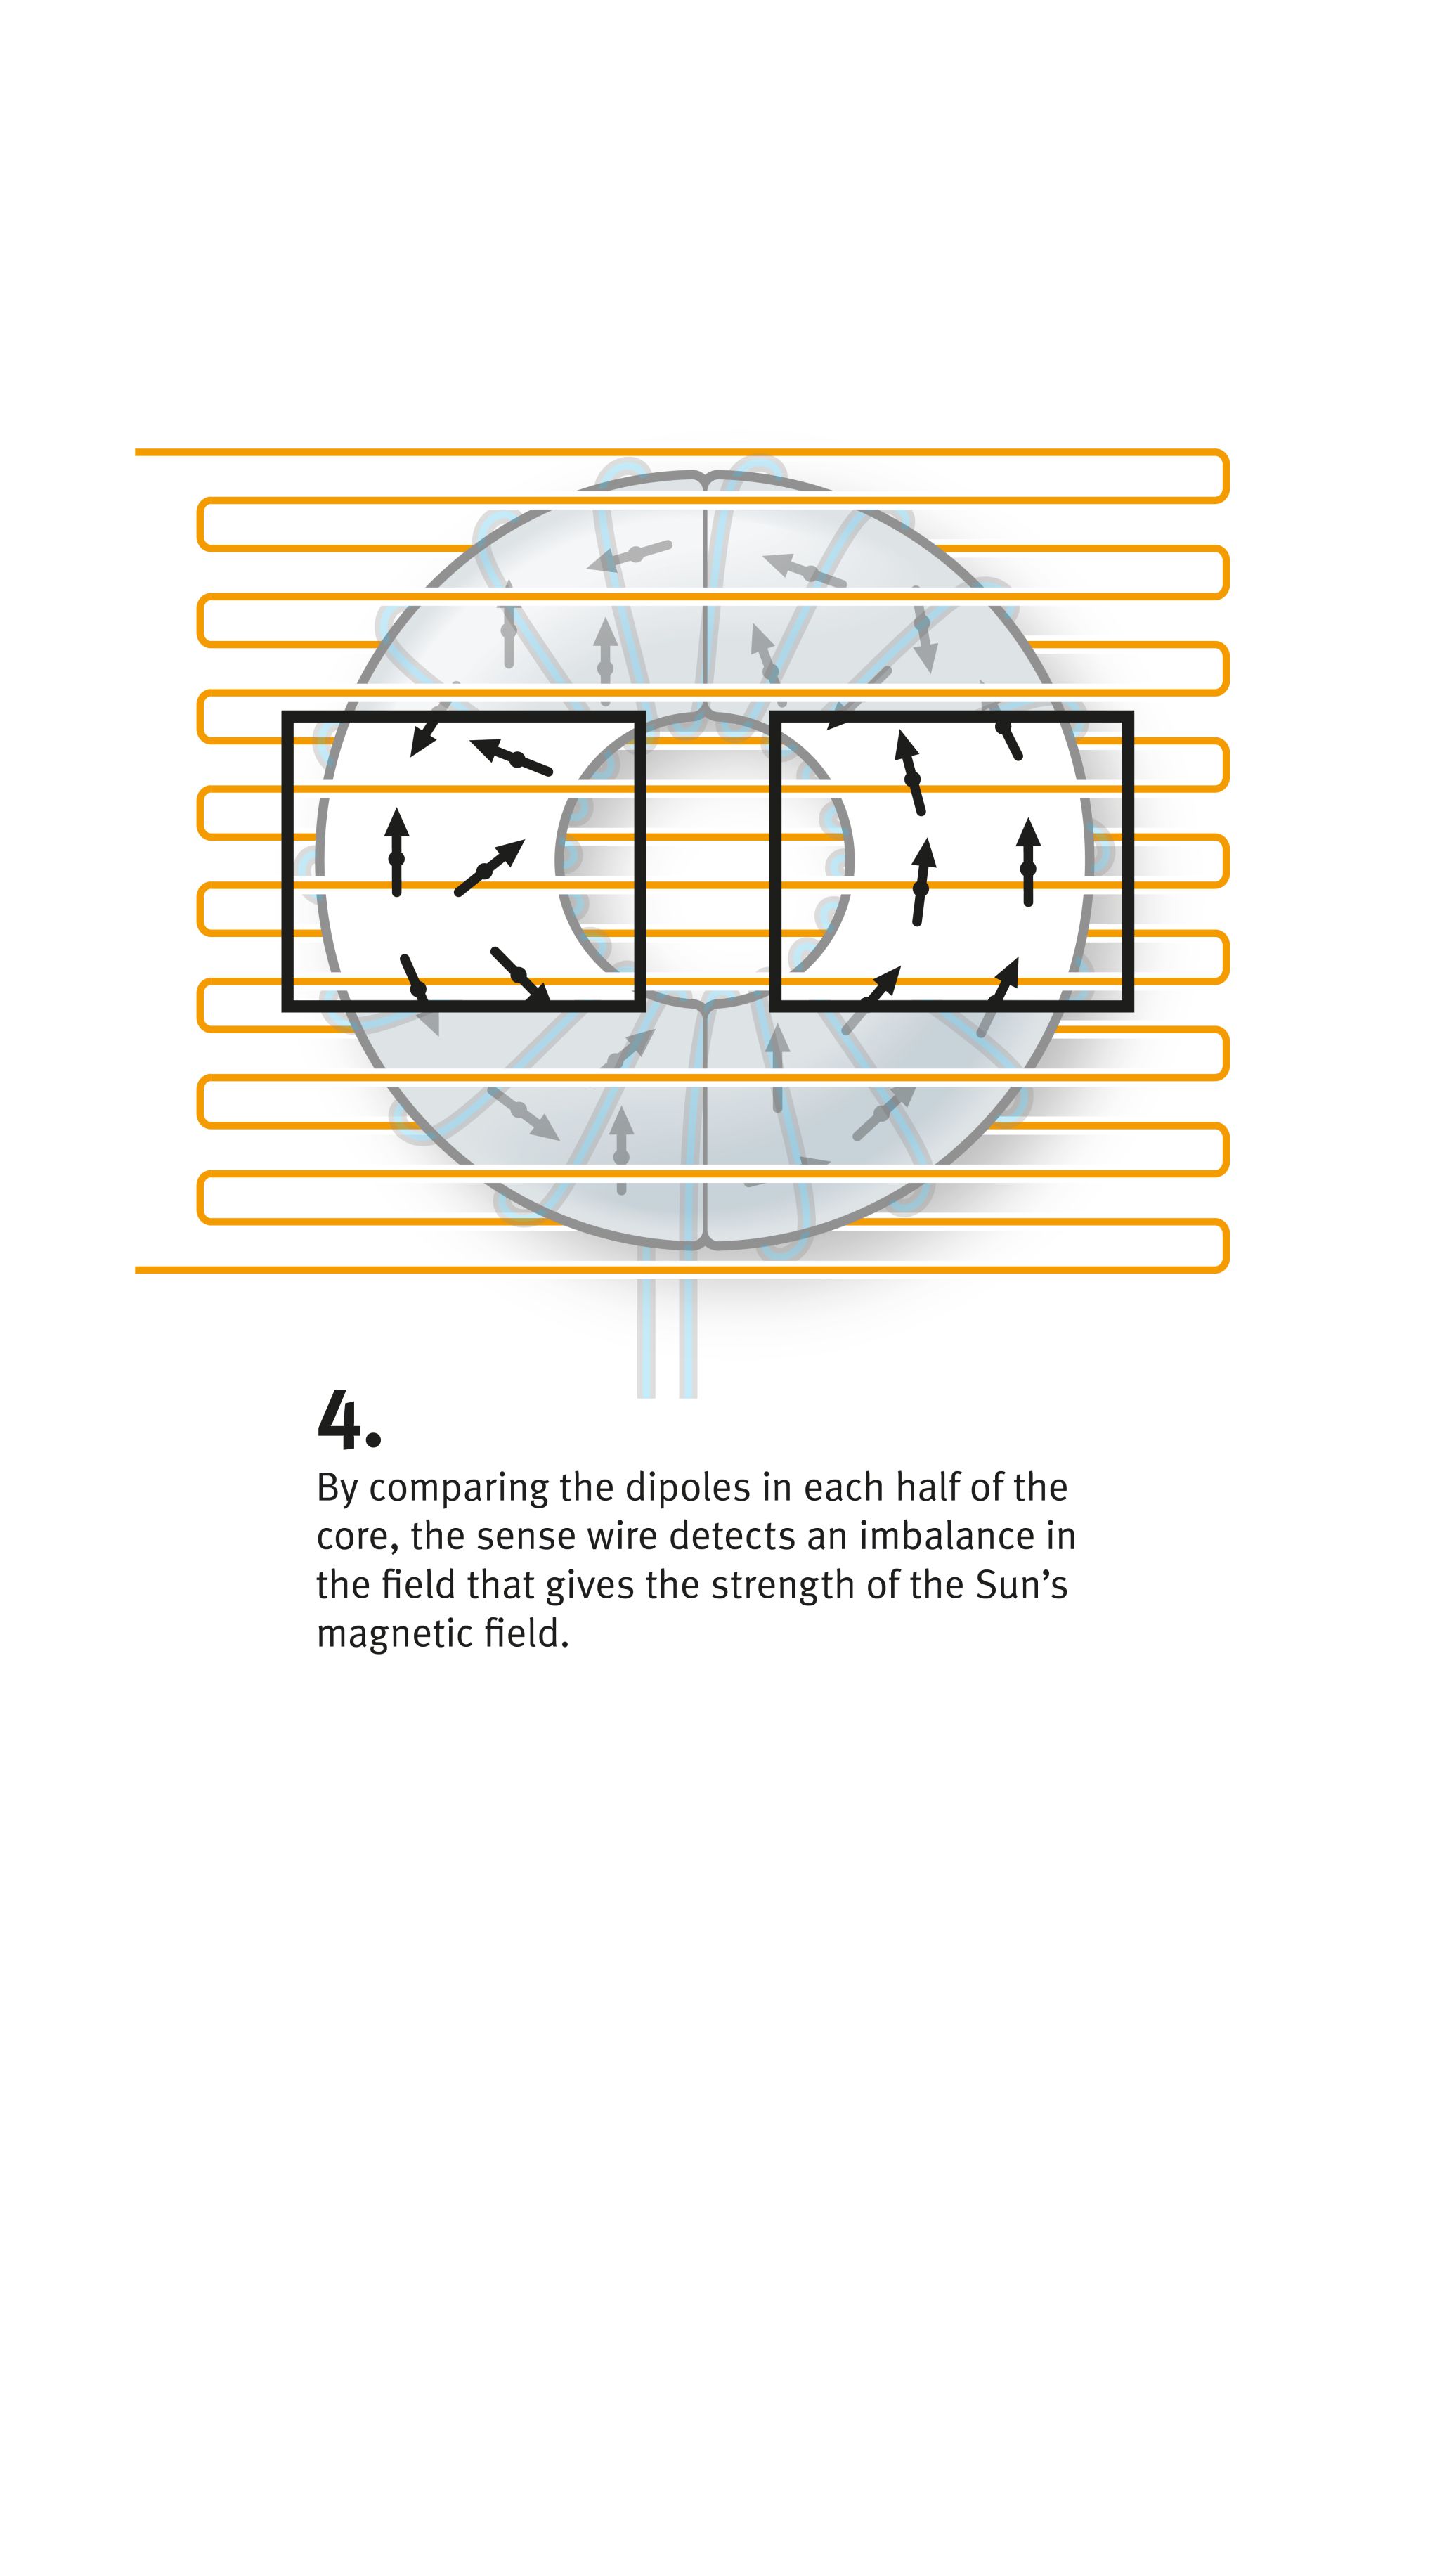 4.
By comparing the dipoles in each half of the
core, the sense wire detects an imbalance in
the field that gives the strength of the Sun’s
magnetic field.